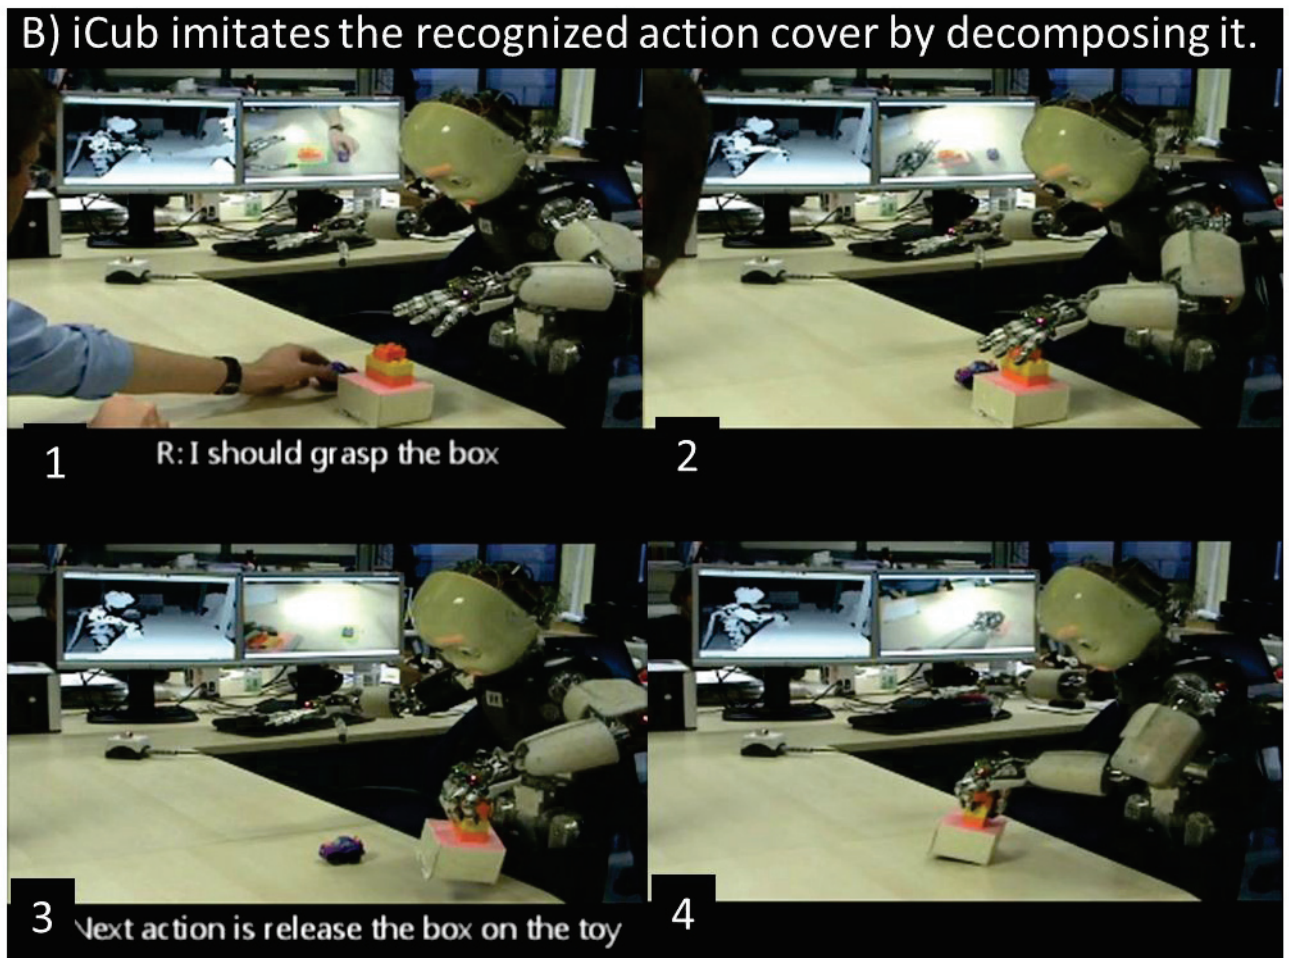 B) iCub imitates the recognized action cover by decomposing it.
1
R: I should grasp the box
2
3
Next action is release the box on the toy
4